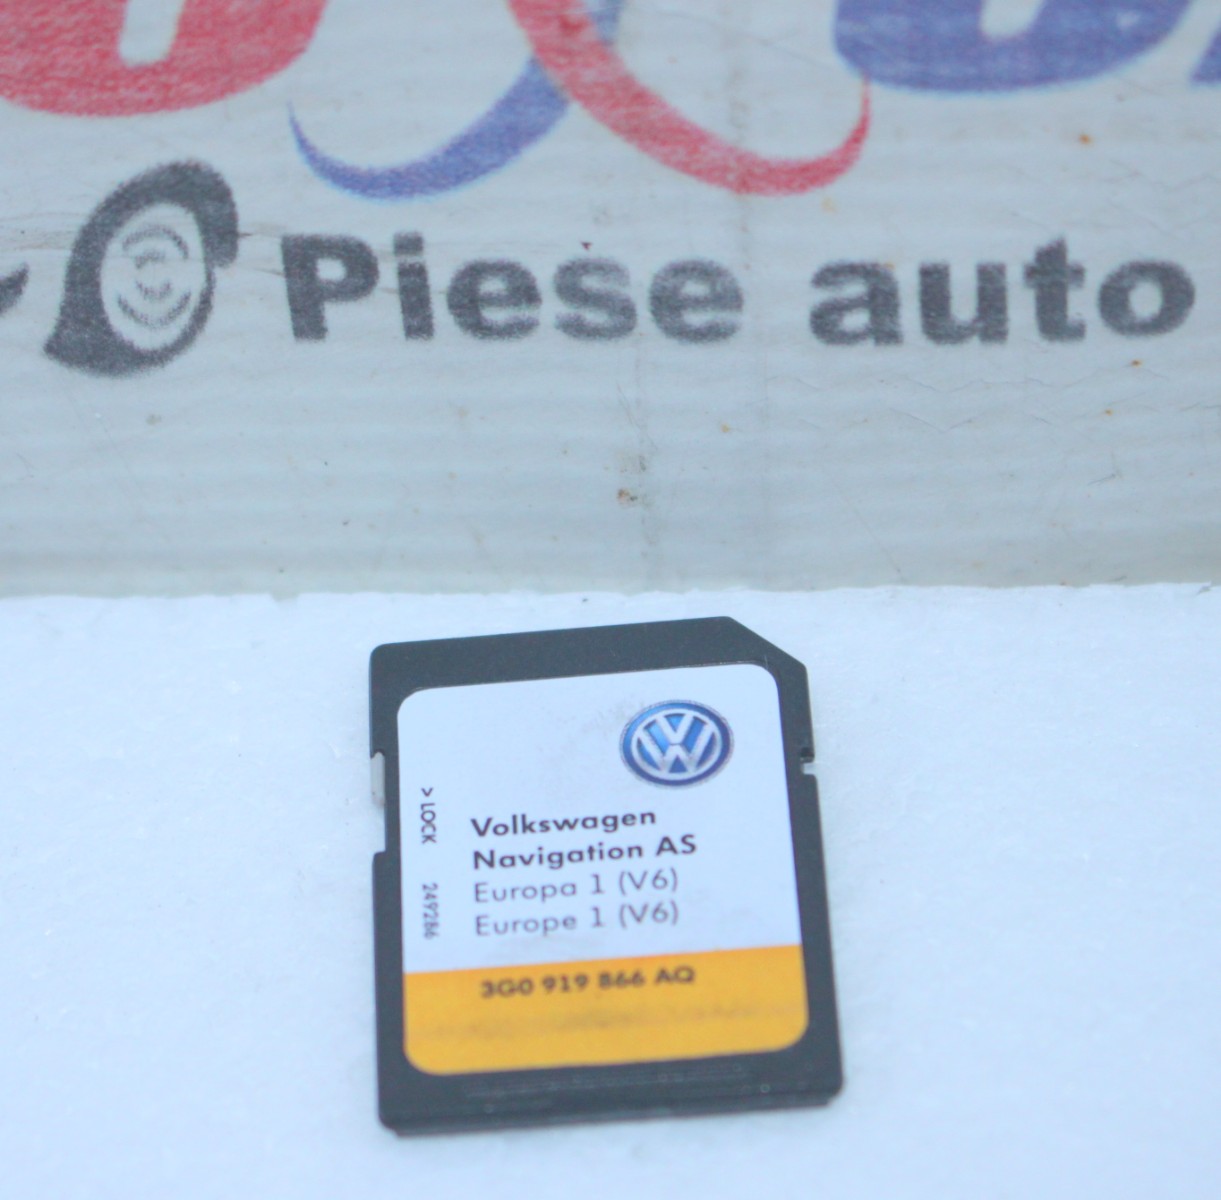 Piese auto
> LOCK
249286
Volkswagen
Navigation AS
Europa 1 (V6)
Europe 1 (V6)
3G0 919 866 AQ